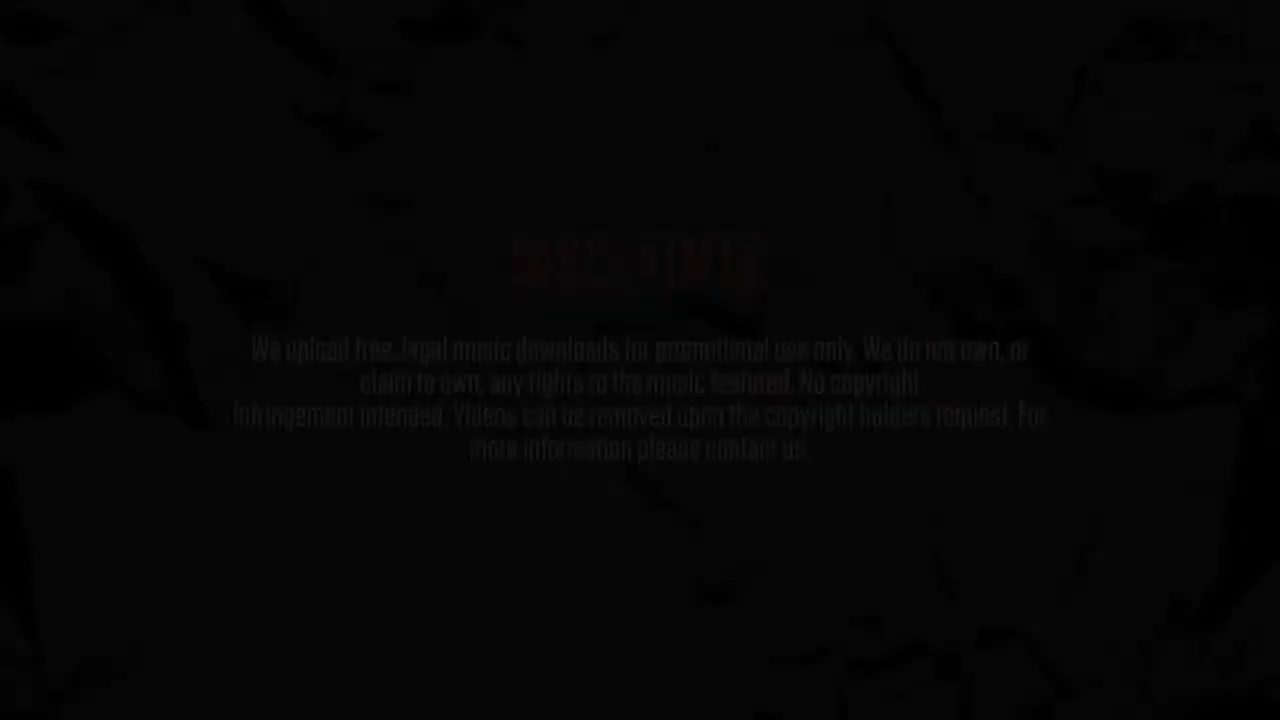 We upload free, legal music downloads for promotional use only. We do not own, or
claim to own, any rights to the music featured. No copyright
infringement intended. Videos can be removed upon the copyright holders request. For
more information please contact us.